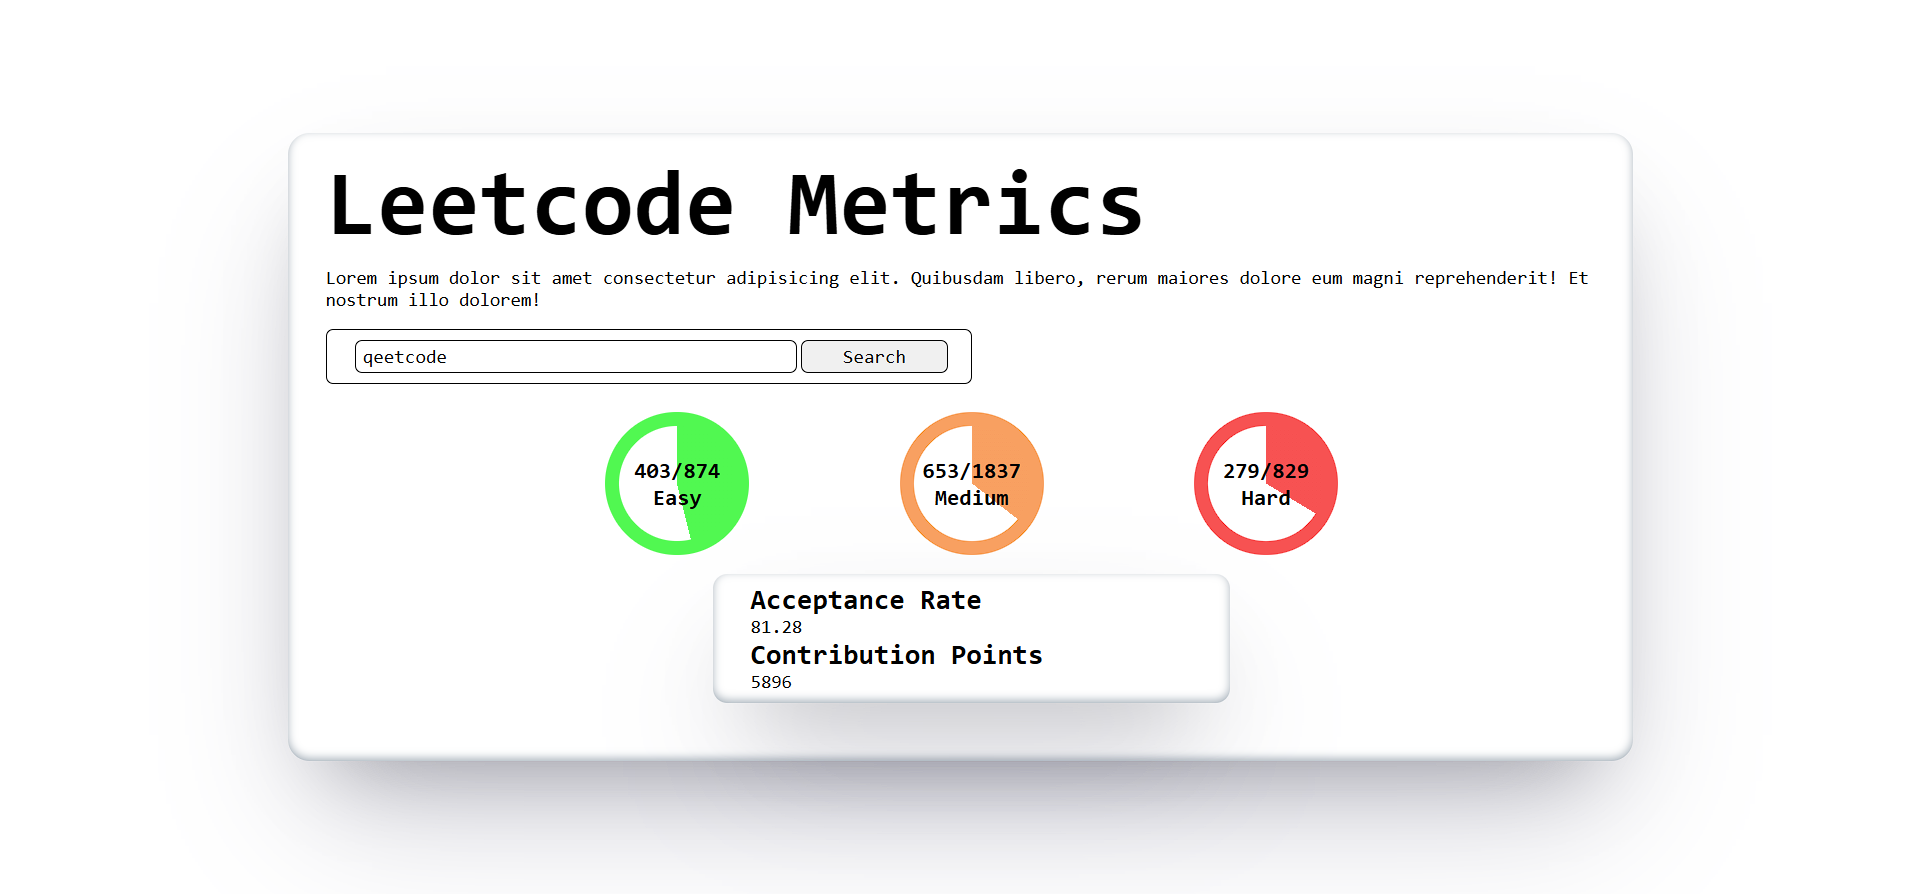 Leetcode Metrics
Lorem ipsum dolor sit amet consectetur adipisicing elit. Quibusdam libero, rerum maiores dolore eum magni reprehenderit! Et
nostrum illo dolorem!
qeetcode
Search
403/874
Easy
653/1837
Medium
279/829
Hard
Acceptance Rate
81.28
Contribution Points
5896